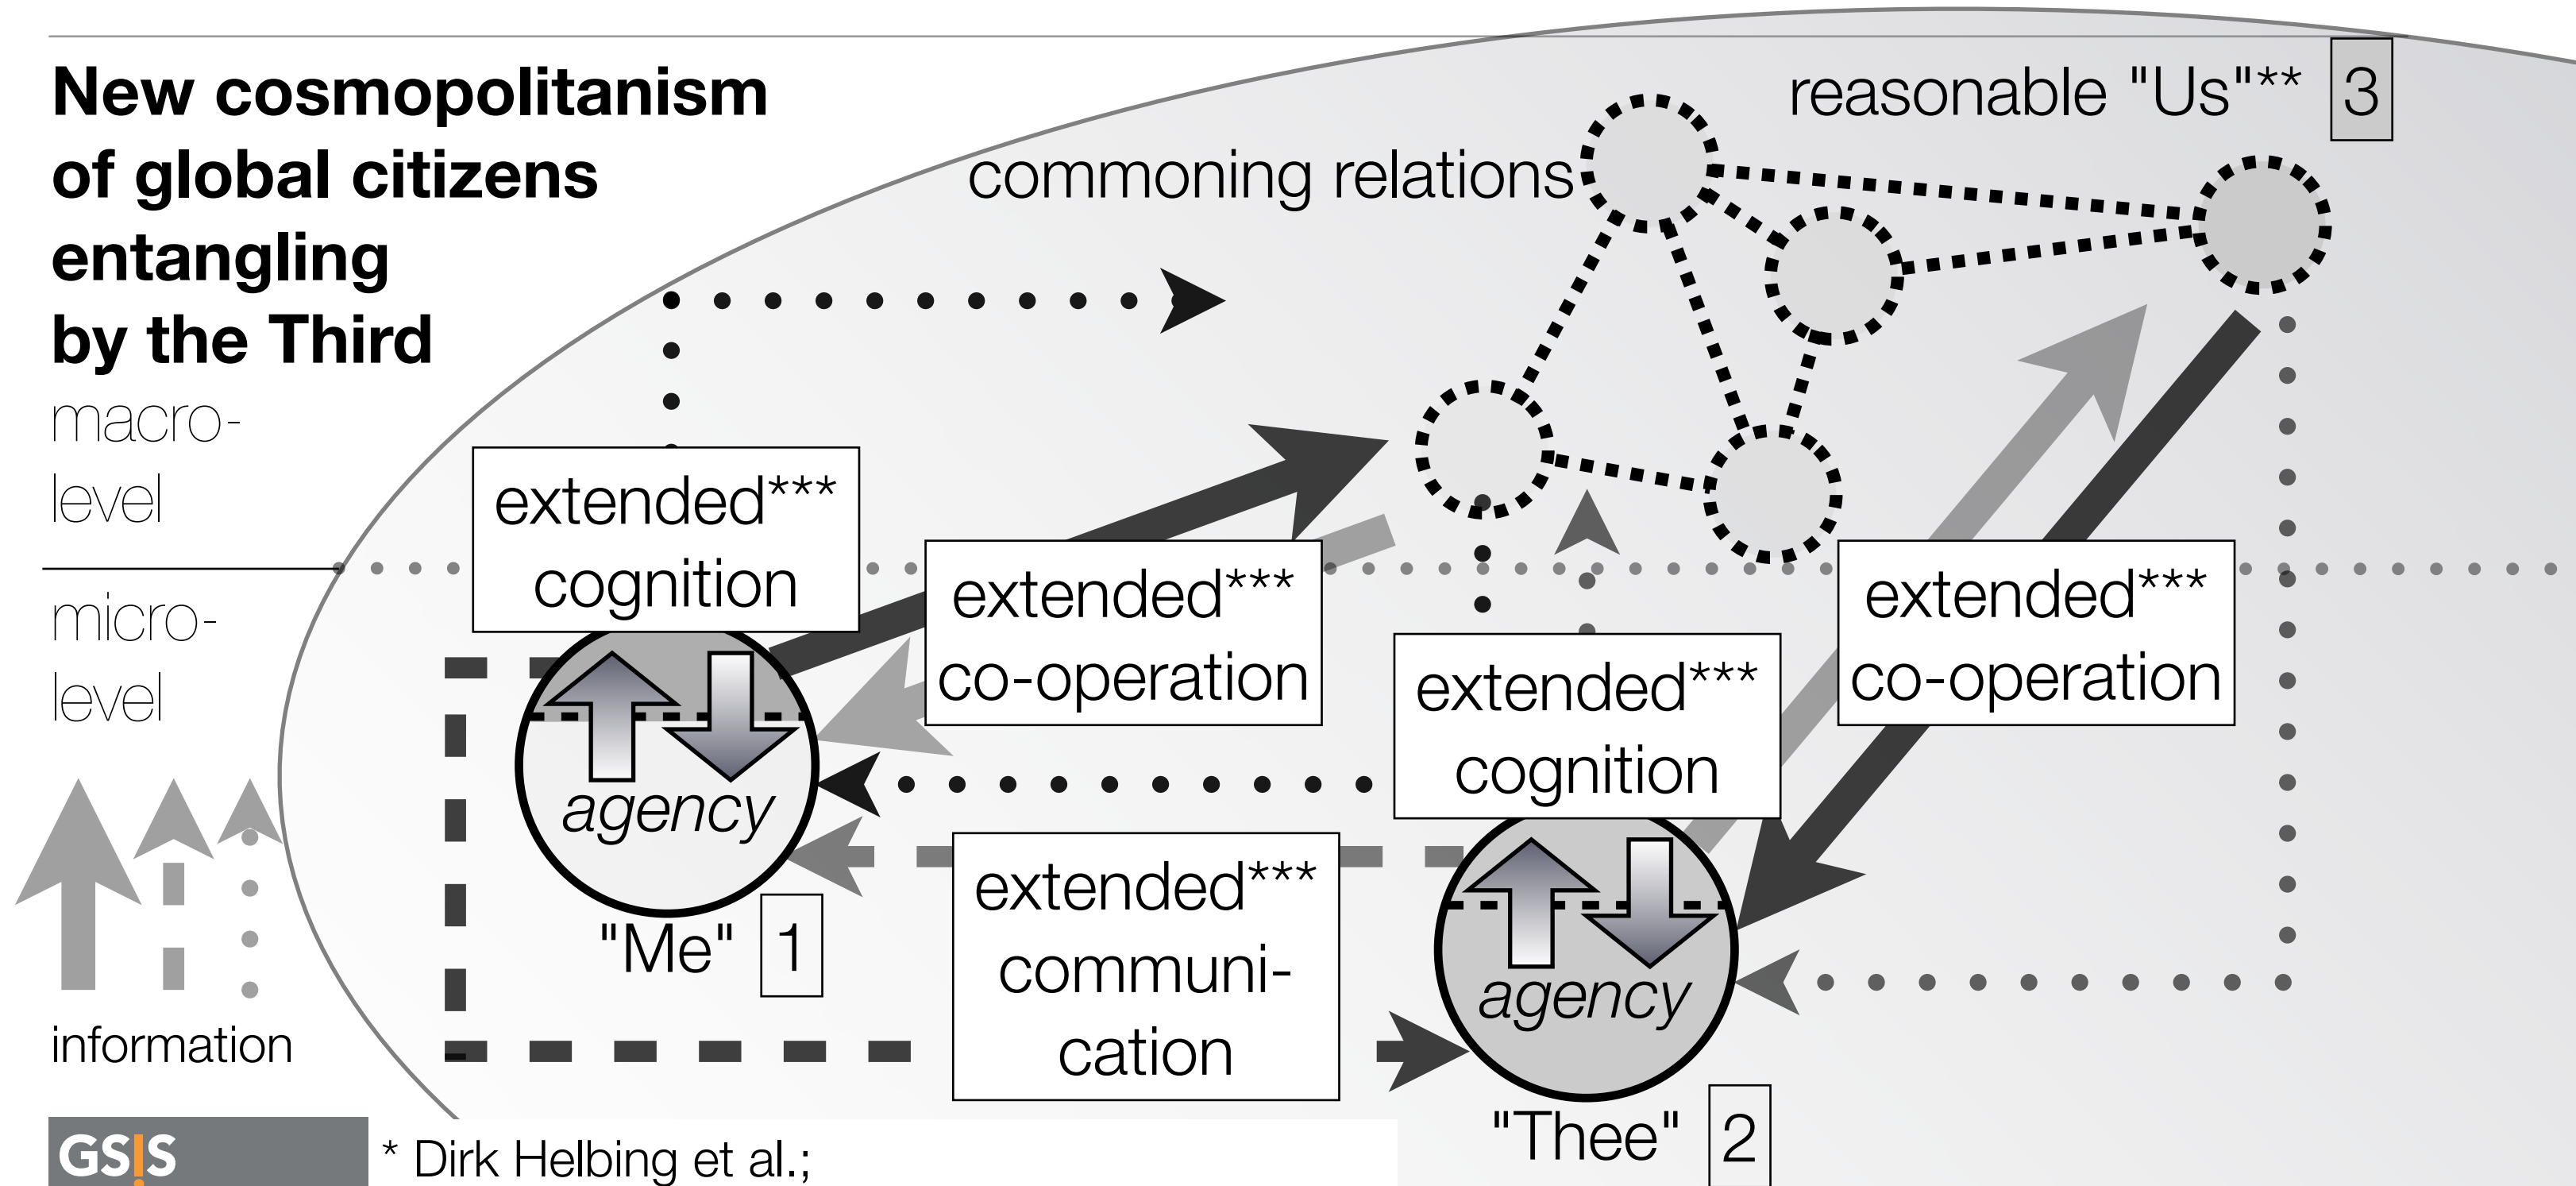 New cosmopolitanism
of global citizens
entangling
by the Third
macro-
level
micro-
level
information
reasonable "Us"** 3
commoning relations
extended***
cognition
extended***
co-operation
extended***
cognition
extended***
co-operation
agency
"Me" 1
extended***
communi-
cation
agency
"Thee" 2
GSIS
* Dirk Helbing et al.;